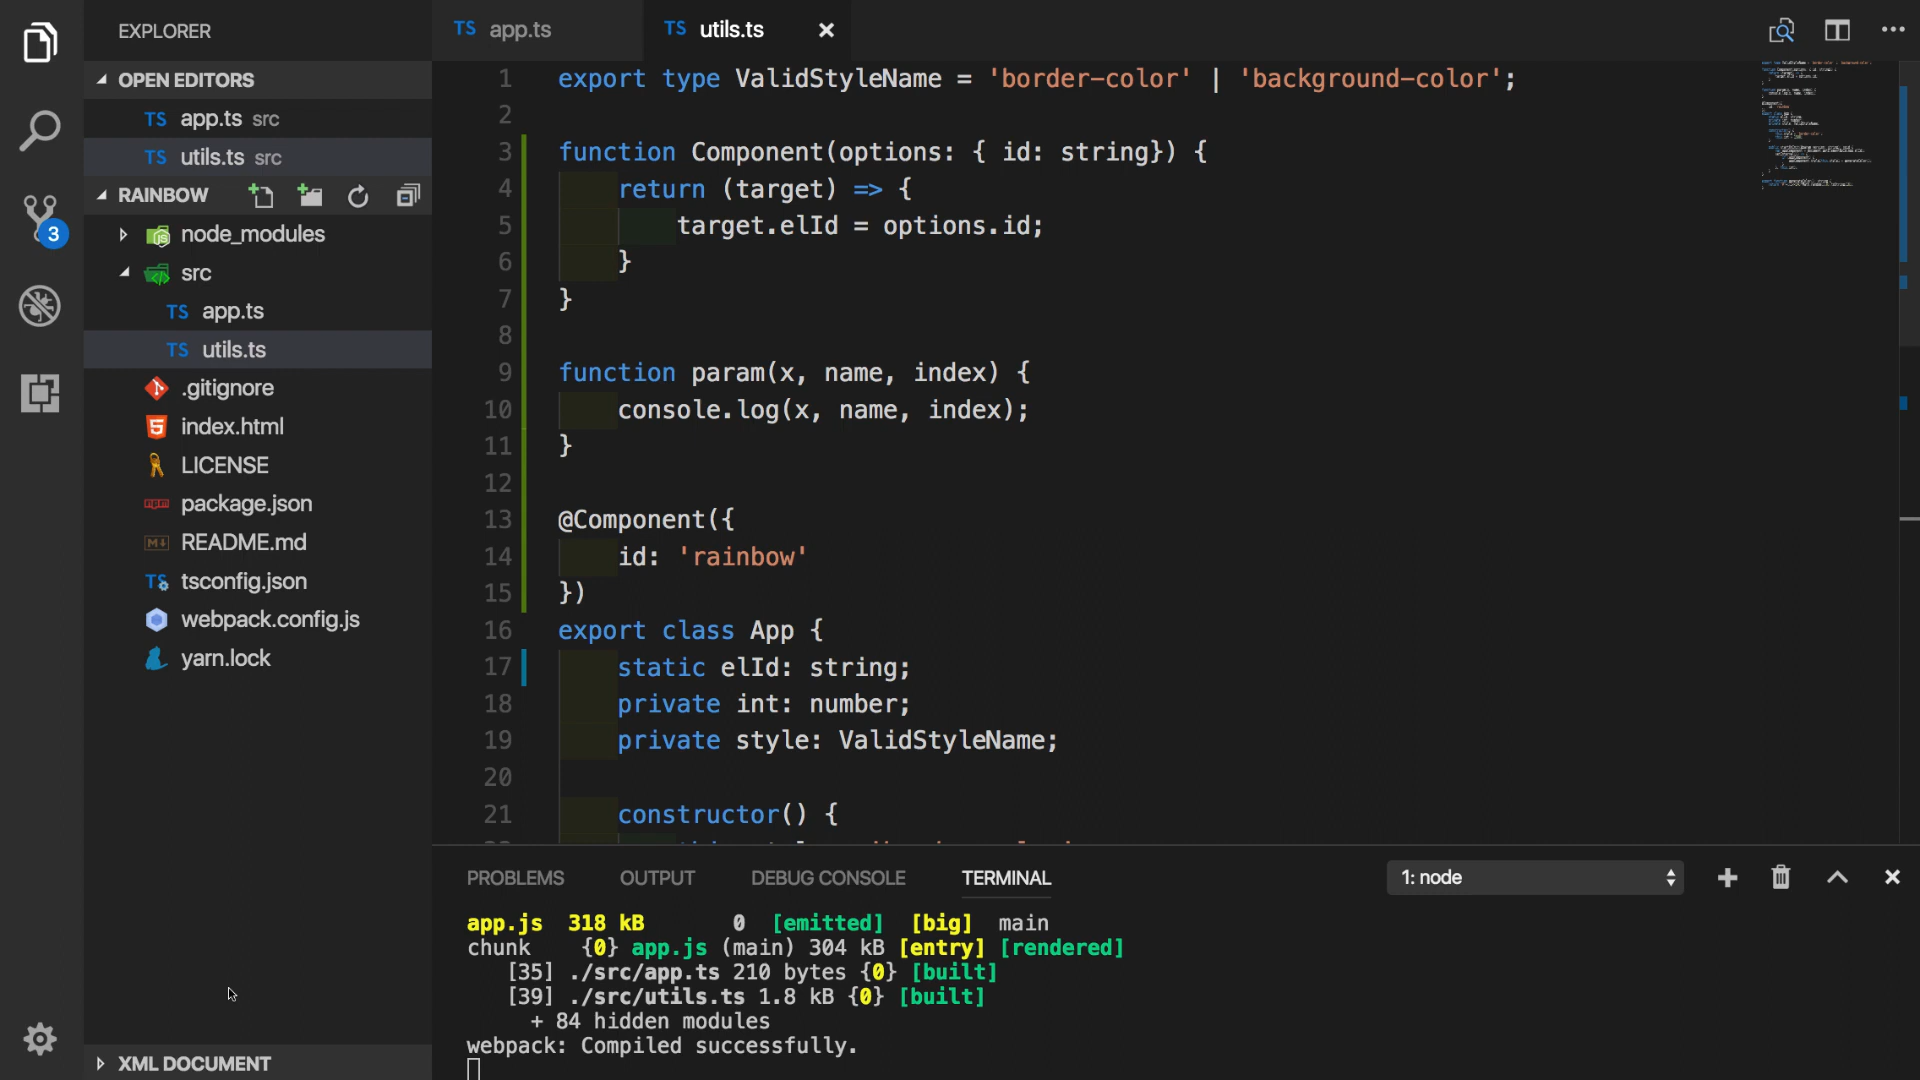 EXPLORER
OPEN EDITORS
TS app.ts src
TS utils.ts src
RAINBOW
node_modules
src
TS app.ts
TS utils.ts
.gitignore
index.html
LICENSE
package.json
README.md
TS tsconfig.json
webpack.config.js
yarn.lock
XML DOCUMENT
3
TS app.ts
TS utils.ts
1 export type ValidStyleName = 'border-color' | 'background-color';
2
3 function Component(options: { id: string}) {
4 return (target) => {
5 target.elId = options.id;
6 }
7 }
8
9 function param(x, name, index) {
10 console.log(x, name, index);
11 }
12
13 @Component({
14 id: 'rainbow'
15 })
16 export class App {
17 static elId: string;
18 private int: number;
19 private style: ValidStyleName;
20
21 constructor() {
PROBLEMS OUTPUT DEBUG CONSOLE TERMINAL
1: node
app.js 318 kB 0 [emitted] [big] main
chunk {0} app.js (main) 304 kB [entry] [rendered]
[35] ./src/app.ts 210 bytes {0} [built]
[39] ./src/utils.ts 1.8 kB {0} [built]
+ 84 hidden modules
webpack: Compiled successfully.